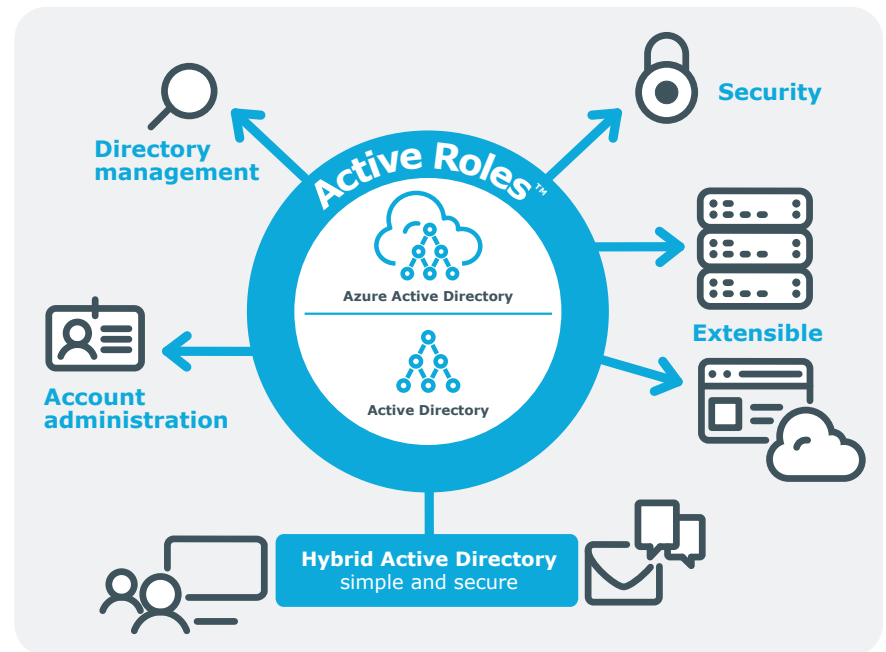 Active Roles™
Security
Directory
management
Azure Active Directory
Extensible
Account
administration
Active Directory
Hybrid Active Directory
simple and secure